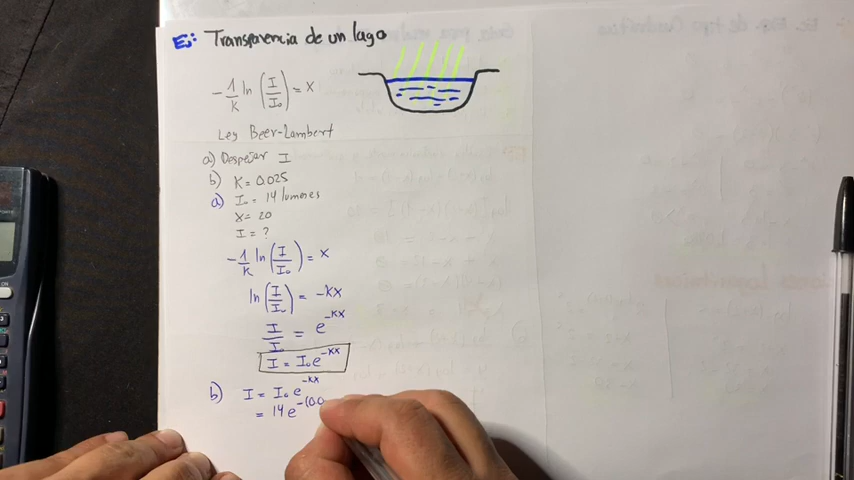 Ej: Transparencia de un lago
-1/k ln(I/I₀) = x
Ley Beer-Lambert
a) Despejar I
b) K = 0.025
I₀ = 14 lumenes
x = 20
I = ?
a) -1/k ln(I/I₀) = x
ln(I/I₀) = -kx
I/I₀ = e^-kx
I = I₀e^-kx
b) I = I₀e^-kx
= 14e^-(0.0